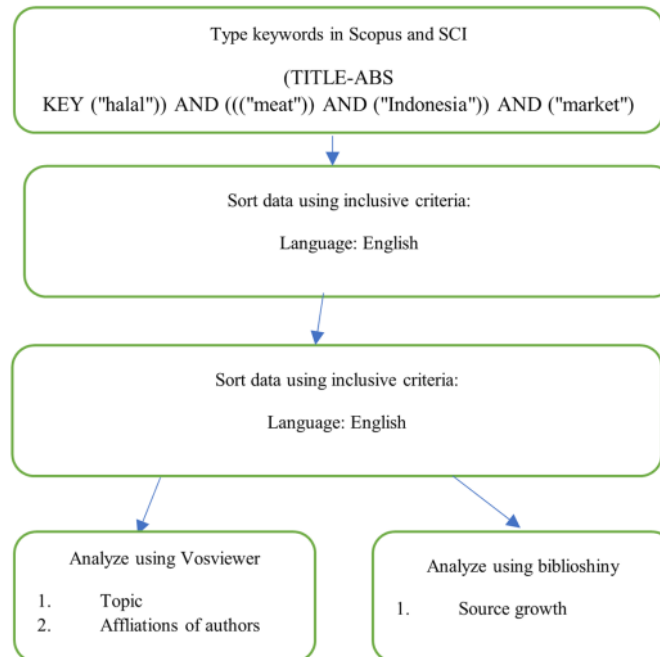 Type keywords in Scopus and SCI
(TITLE-ABS
KEY ("halal")) AND ((("meat")) AND ("Indonesia")) AND ("market")
Sort data using inclusive criteria:
Language: English
Sort data using inclusive criteria:
Language: English
Analyze using Vosviewer
1. Topic
2. Affliations of authors
Analyze using biblioshiny
1. Source growth